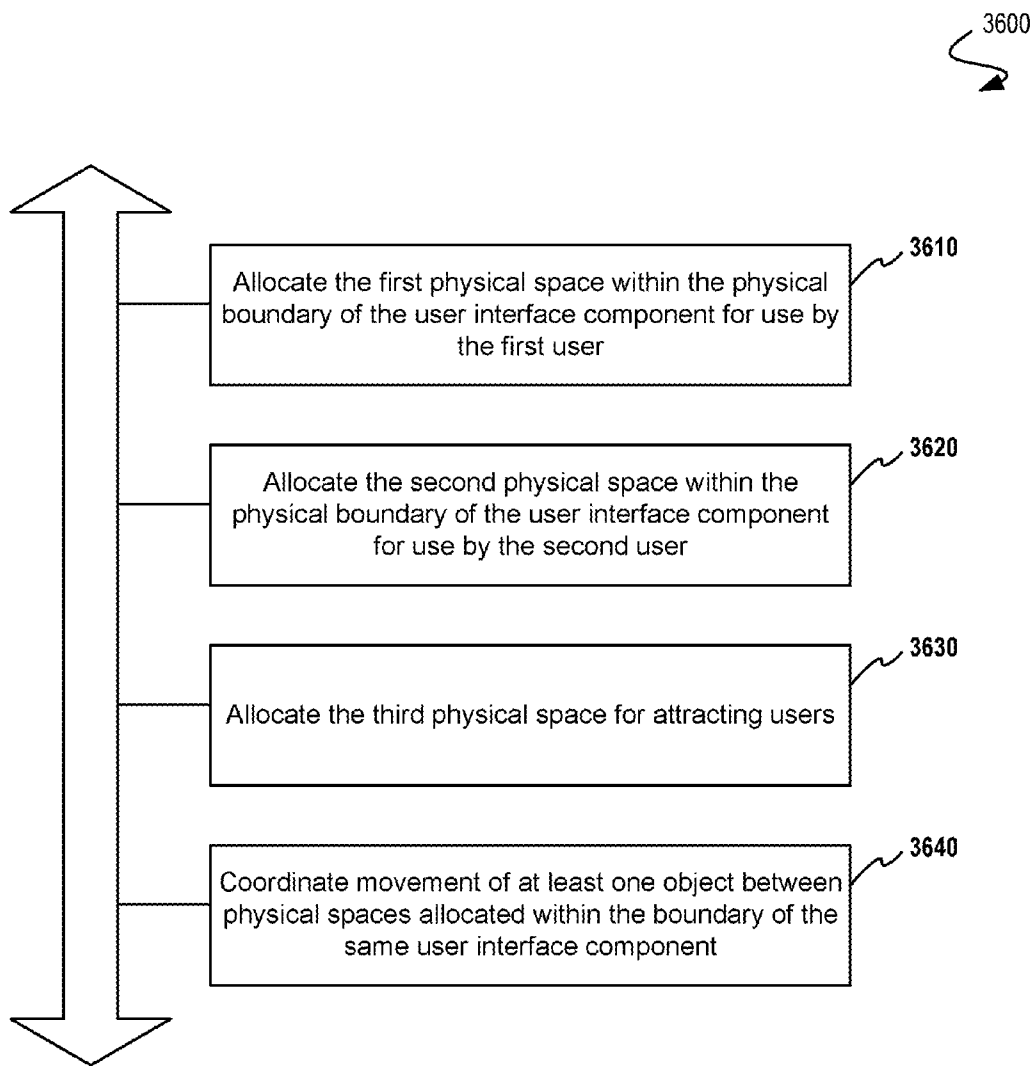 3600
3610
Allocate the first physical space within the physical
boundary of the user interface component for use by
the first user
3620
Allocate the second physical space within the
physical boundary of the user interface component
for use by the second user
3630
Allocate the third physical space for attracting users
3640
Coordinate movement of at least one object between
physical spaces allocated within the boundary of the
same user interface component